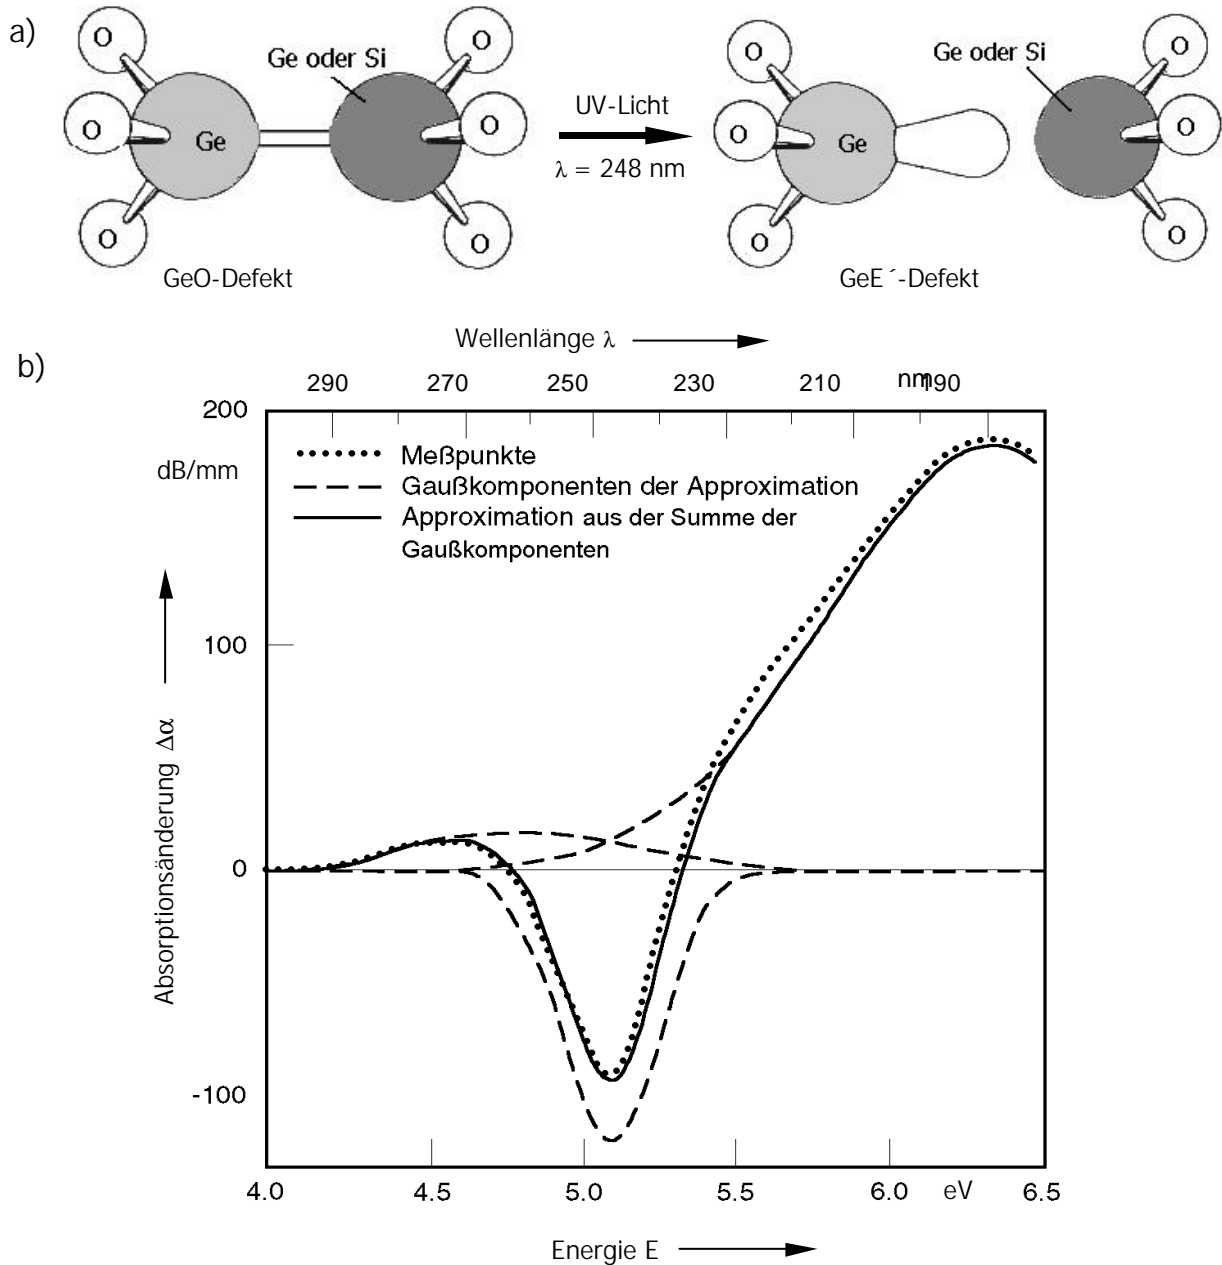 a)
O O
Ge oder Si
O O
Ge
O O
GeO-Defekt
UV-Licht
λ = 248 nm
O O
Ge oder Si
O O
Ge
O O
GeE´-Defekt
Wellenlänge λ
b)
290 270 250 230 210 nm 190
200
dB/mm
Meßpunkte
Gaußkomponenten der Approximation
Approximation aus der Summe der
Gaußkomponenten
100
0
-100
Absorptionsänderung Δα
4.0 4.5 5.0 5.5 6.0 eV 6.5
Energie E